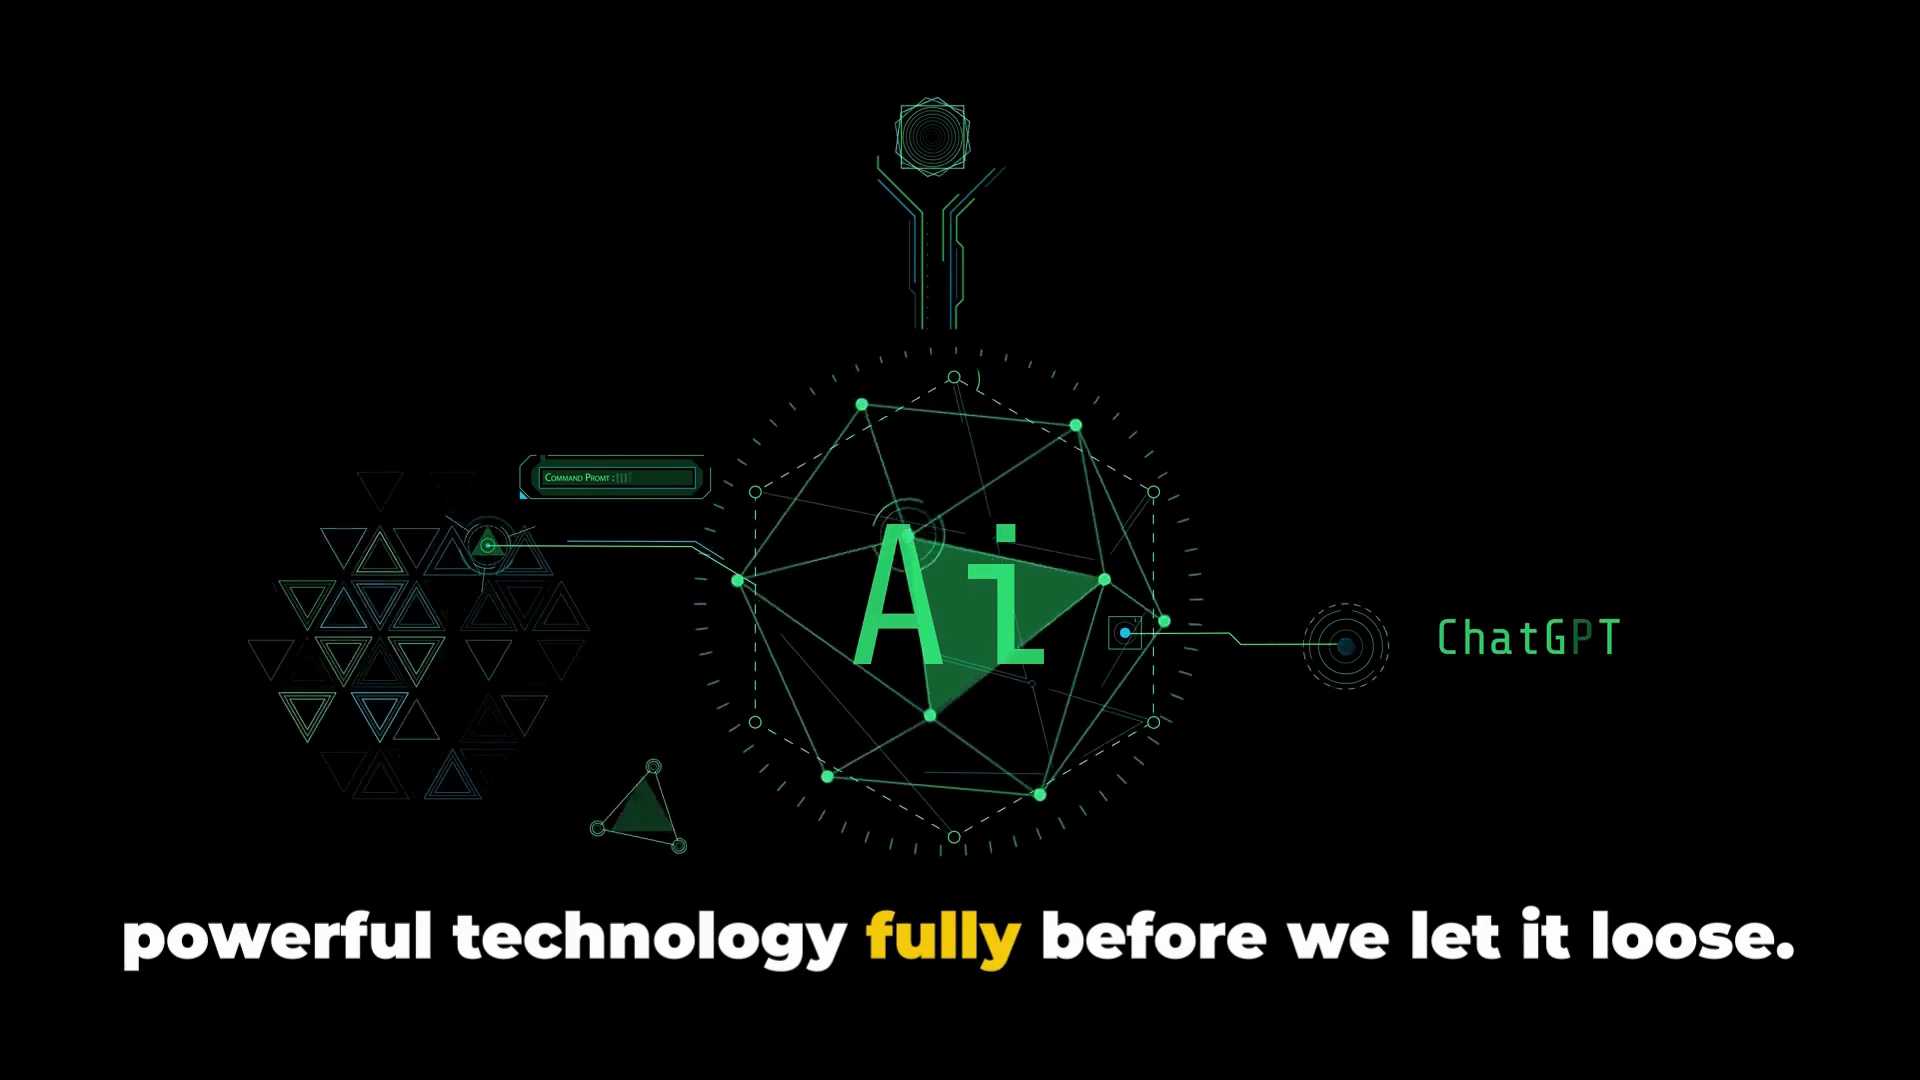 Command Promt :
Ai
ChatGPT
powerful technology fully before we let it loose.